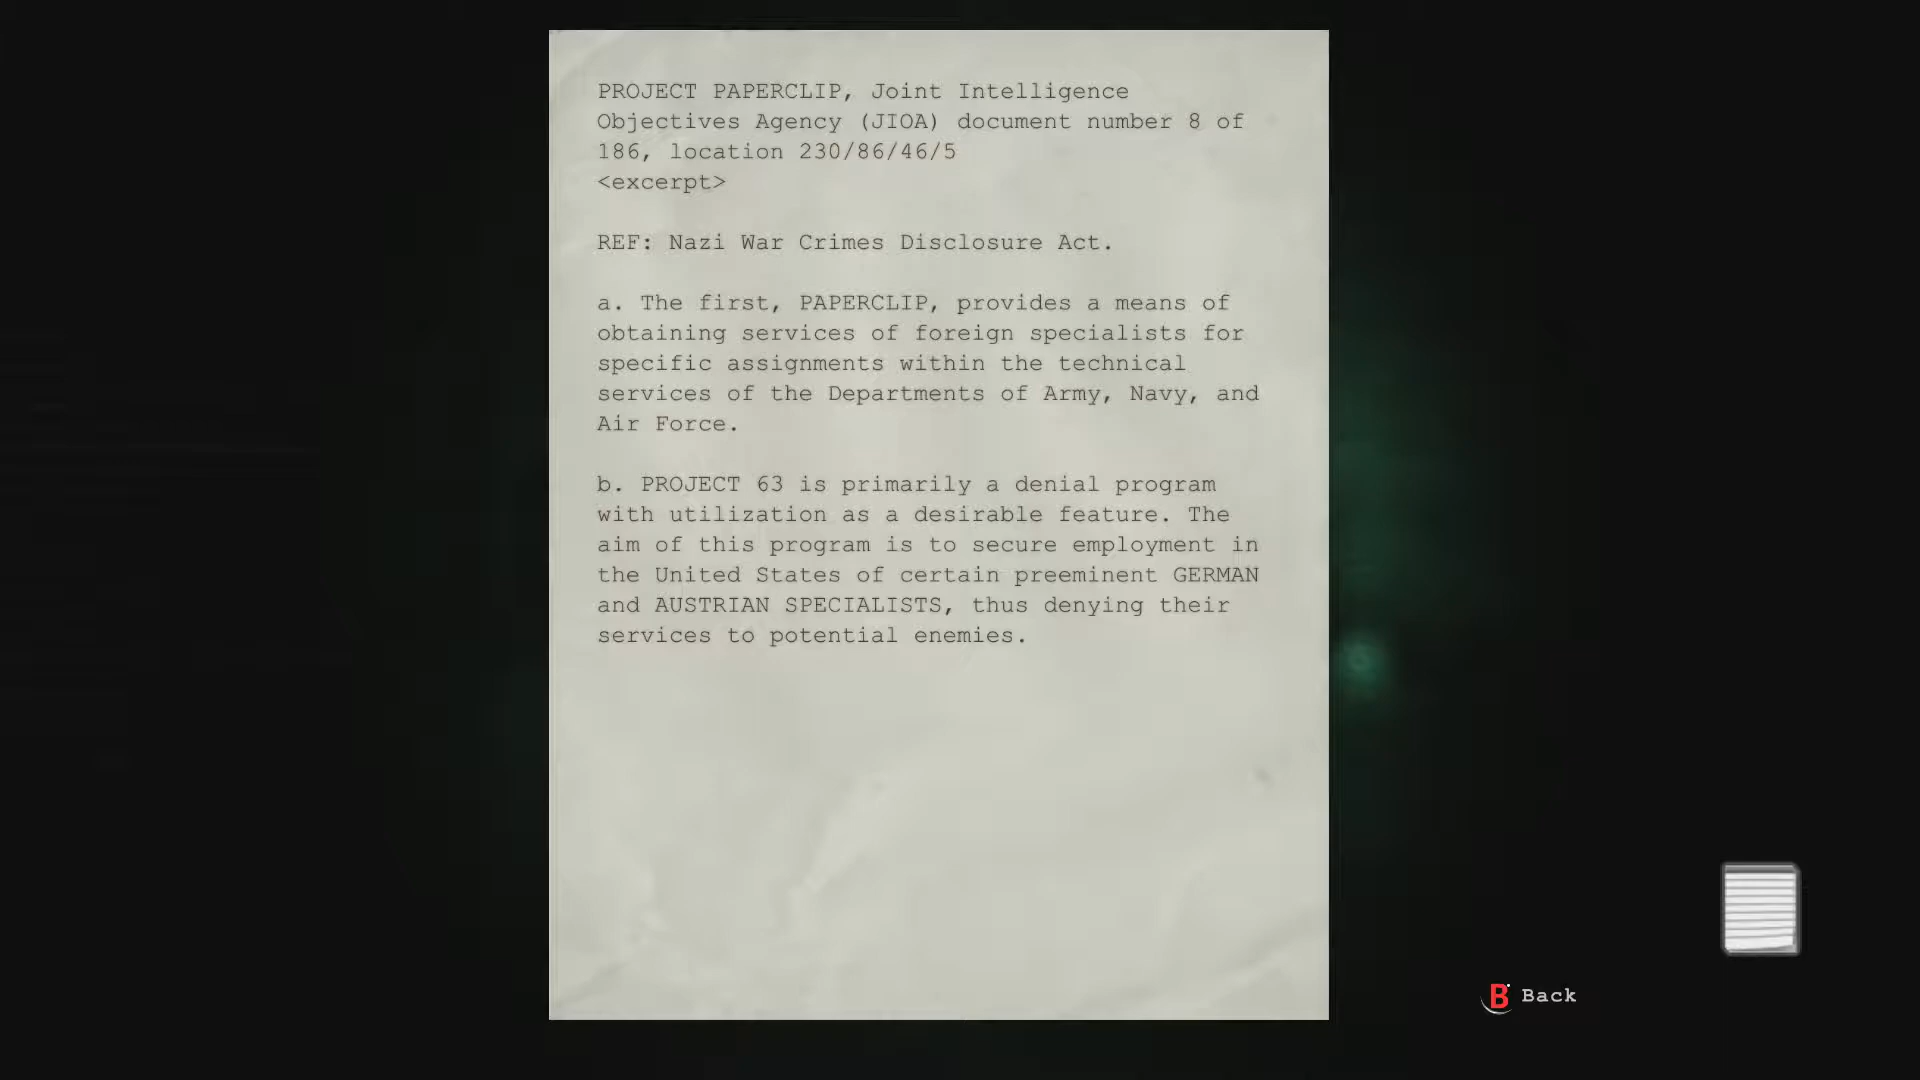 PROJECT PAPERCLIP, Joint Intelligence
Objectives Agency (JIOA) document number 8 of
186, location 230/86/46/5
<excerpt>
REF: Nazi War Crimes Disclosure Act.
a. The first, PAPERCLIP, provides a means of
obtaining services of foreign specialists for
specific assignments within the technical
services of the Departments of Army, Navy, and
Air Force.
b. PROJECT 63 is primarily a denial program
with utilization as a desirable feature. The
aim of this program is to secure employment in
the United States of certain preeminent GERMAN
and AUSTRIAN SPECIALISTS, thus denying their
services to potential enemies.
B Back